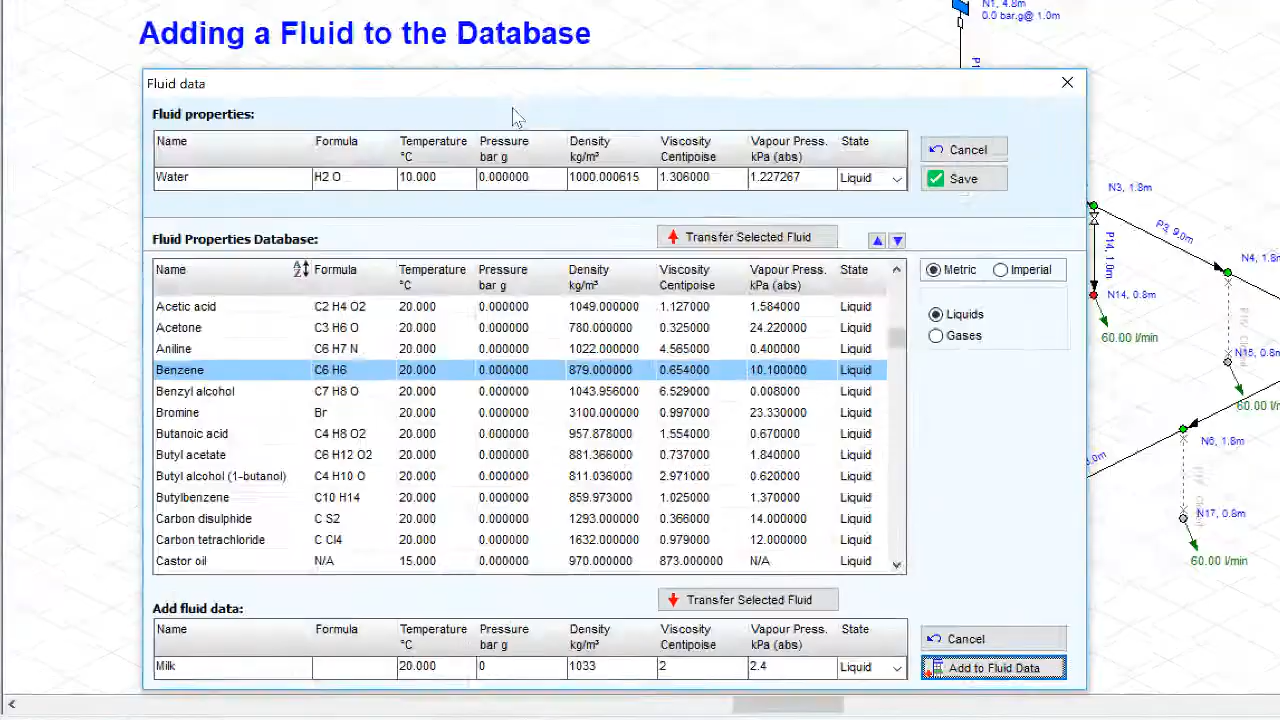 N1, 4.8m
0.0 bar.g@ 1.0m
Adding a Fluid to the Database
Fluid data
Fluid properties:
Name Formula Temperature °C Pressure bar g Density kg/m³ Viscosity Centipoise Vapour Press. kPa (abs) State
Water H2 O 10.000 0.000000 1000.000615 1.306000 1.227267 Liquid
Cancel
Save
Fluid Properties Database:
Transfer Selected Fluid
Name Formula Temperature °C Pressure bar g Density kg/m³ Viscosity Centipoise Vapour Press. kPa (abs) State
Metric Imperial
Liquids
Gases
Acetic acid C2 H4 O2 20.000 0.000000 1049.000000 1.127000 1.584000 Liquid
Acetone C3 H6 O 20.000 0.000000 780.000000 0.325000 24.220000 Liquid
Aniline C6 H7 N 20.000 0.000000 1022.000000 4.565000 0.400000 Liquid
Benzene C6 H6 20.000 0.000000 879.000000 0.654000 10.100000 Liquid
Benzyl alcohol C7 H8 O 20.000 0.000000 1043.956000 6.529000 0.008000 Liquid
Bromine Br 20.000 0.000000 3100.000000 0.997000 23.330000 Liquid
Butanoic acid C4 H8 O2 20.000 0.000000 957.878000 1.554000 0.670000 Liquid
Butyl acetate C6 H12 O2 20.000 0.000000 881.366000 0.737000 1.840000 Liquid
Butyl alcohol (1-butanol) C4 H10 O 20.000 0.000000 811.036000 2.971000 0.620000 Liquid
Butylbenzene C10 H14 20.000 0.000000 859.973000 1.025000 1.370000 Liquid
Carbon disulphide C S2 20.000 0.000000 1293.000000 0.366000 14.000000 Liquid
Carbon tetrachloride C Cl4 20.000 0.000000 1632.000000 0.979000 12.000000 Liquid
Castor oil N/A 15.000 0.000000 970.000000 873.000000 N/A Liquid
Transfer Selected Fluid
Add fluid data:
Name Formula Temperature °C Pressure bar g Density kg/m³ Viscosity Centipoise Vapour Press. kPa (abs) State
Milk 20.000 0 1033 2 2.4 Liquid
Cancel
Add to Fluid Data
N3, 1.8m
P3, 9.0m
P14, 1.0m
N4, 1.8m
N14, 0.8m
60.00 l/min
N15, 0.8m
60.00 l/min
N6, 1.8m
N17, 0.8m
60.00 l/min